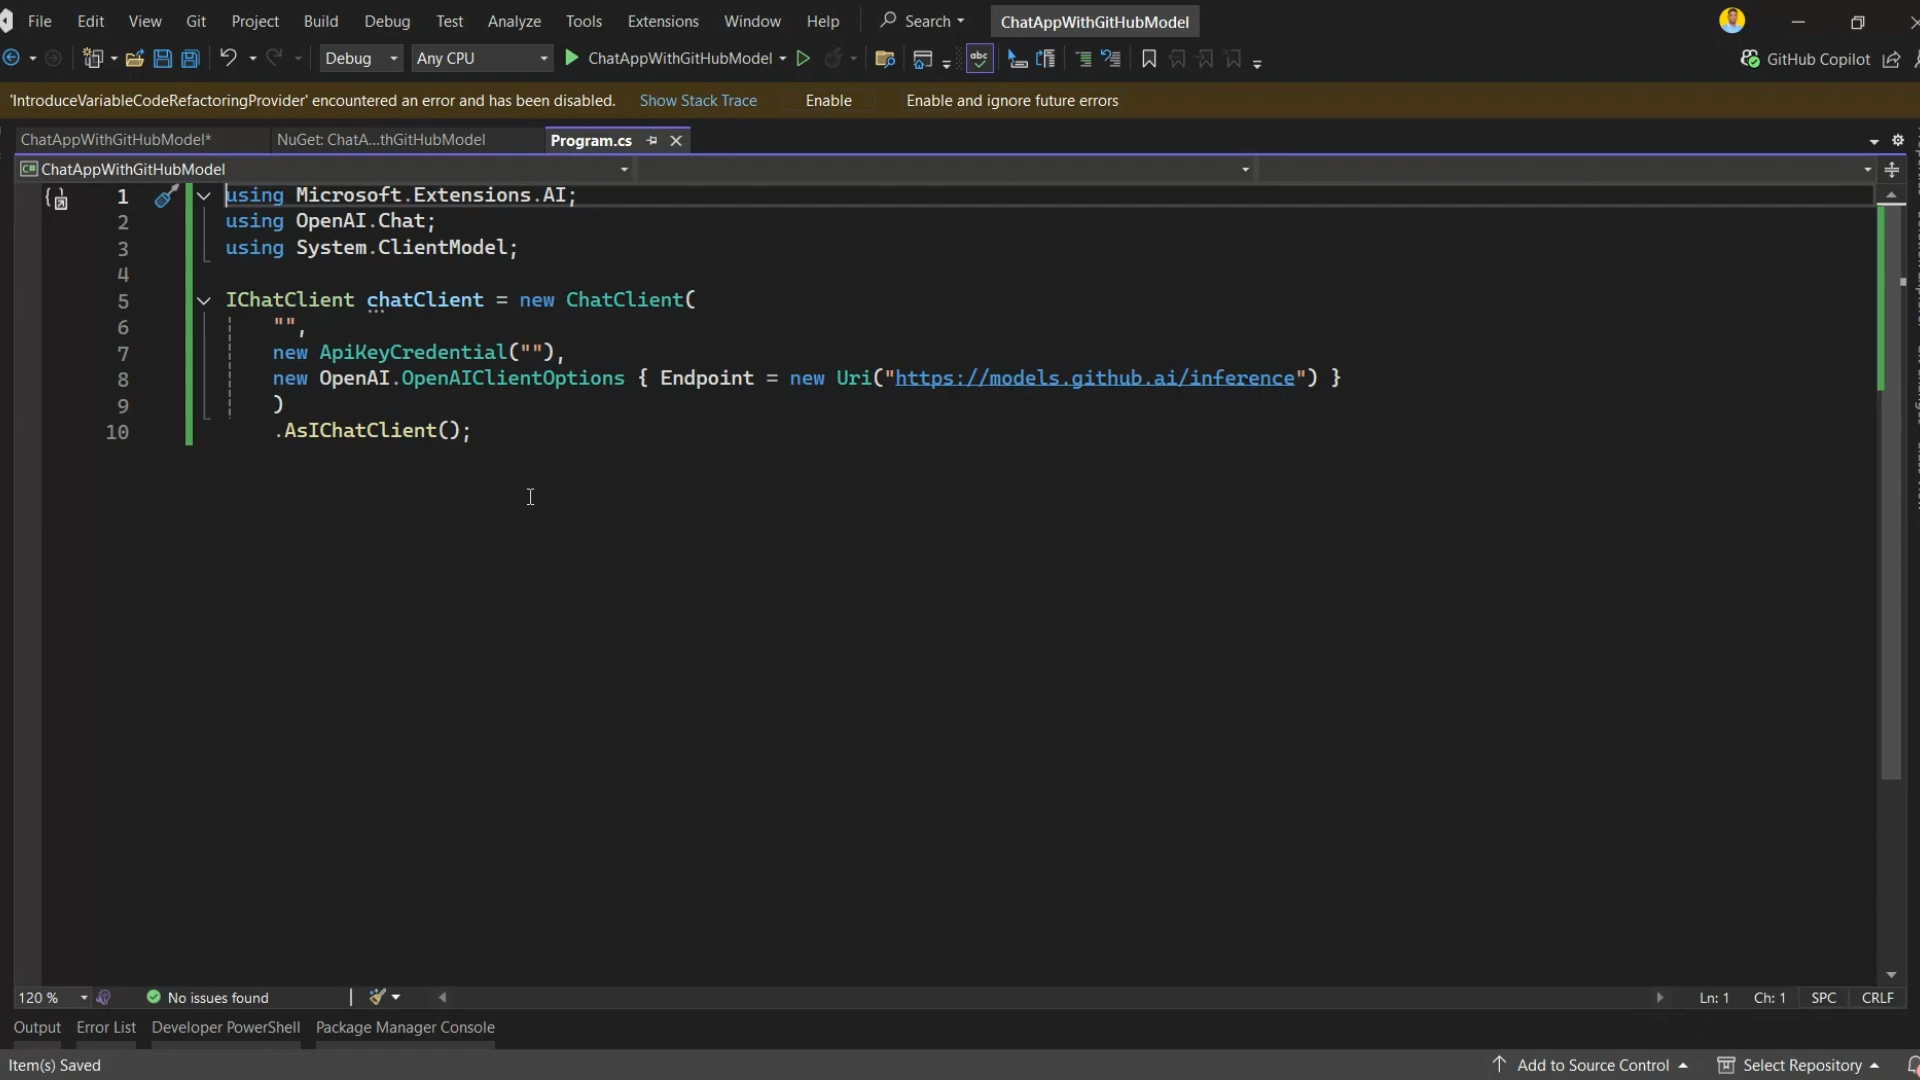 File Edit View Git Project Build Debug Test Analyze Tools Extensions Window Help Search ChatAppWithGitHubModel
Debug Any CPU ChatAppWithGitHubModel abc GitHub Copilot
'IntroduceVariableCodeRefactoringProvider' encountered an error and has been disabled. Show Stack Trace Enable Enable and ignore future errors
ChatAppWithGitHubModel* NuGet: ChatA...thGitHubModel Program.cs
C# ChatAppWithGitHubModel
1 using Microsoft.Extensions.AI;
2 using OpenAI.Chat;
3 using System.ClientModel;
4
5 IChatClient chatClient = new ChatClient(
6 "",
7 new ApiKeyCredential(""),
8 new OpenAI.OpenAIClientOptions { Endpoint = new Uri("https://models.github.ai/inference") }
9 )
10 .AsIChatClient();
120 % No issues found Ln: 1 Ch: 1 SPC CRLF
Output Error List Developer PowerShell Package Manager Console
Item(s) Saved Add to Source Control Select Repository